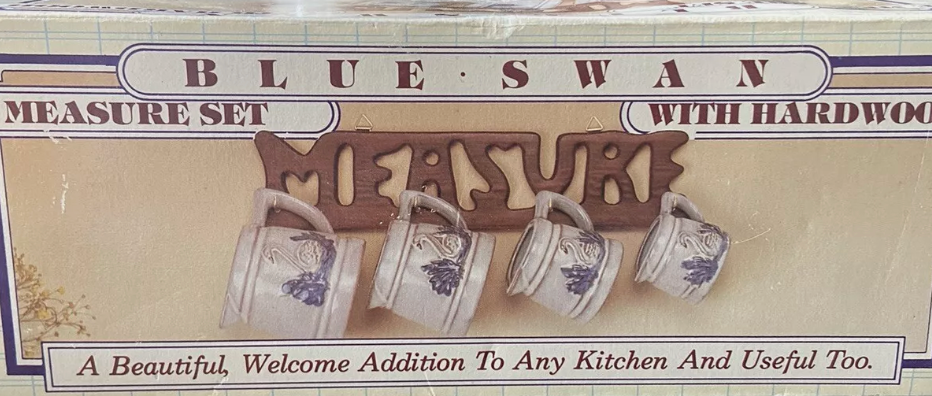 BLUE · SWAN
MEASURE SET
WITH HARDWOO
MEASURE
A Beautiful, Welcome Addition To Any Kitchen And Useful Too.